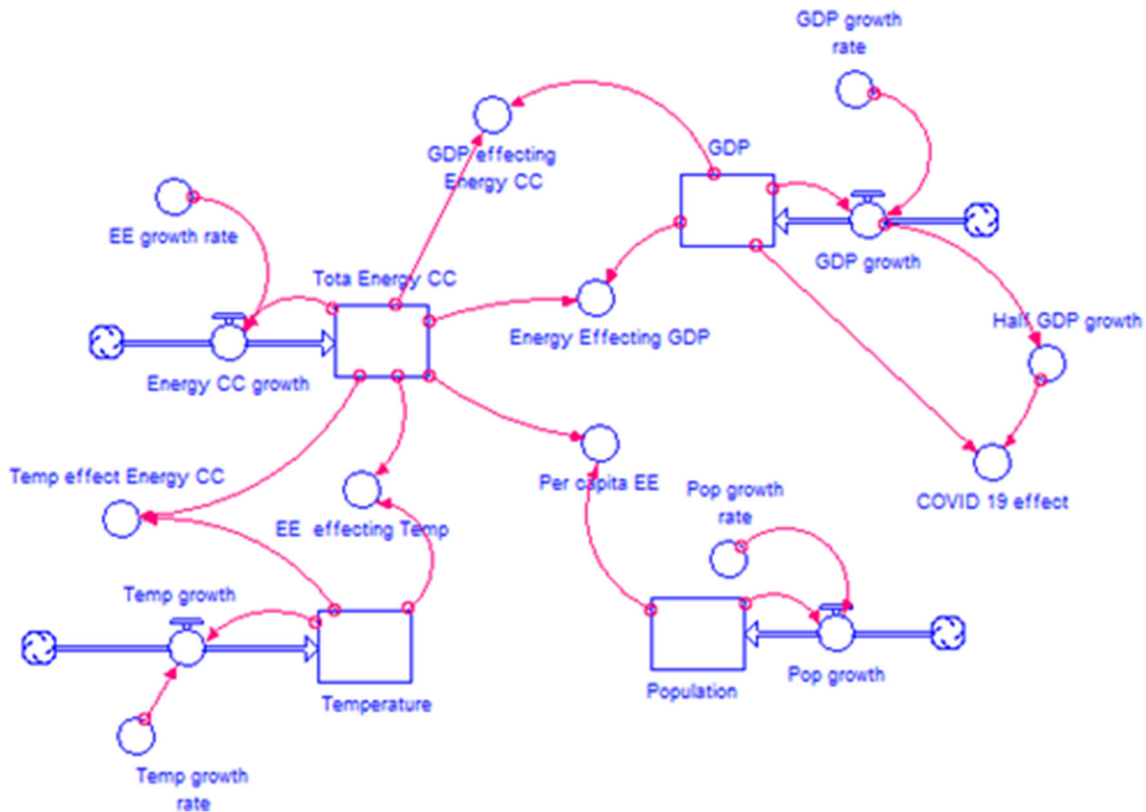 GDP growth
rate
GDP effecting
Energy CC
GDP
EE growth rate
GDP growth
Tota Energy CC
Energy Effecting GDP
Half GDP growth
Energy CC growth
Temp effect Energy CC
Per capita EE
Pop growth
rate
COVID 19 effect
EE effecting Temp
Temp growth
Temperature
Population
Pop growth
Temp growth
rate